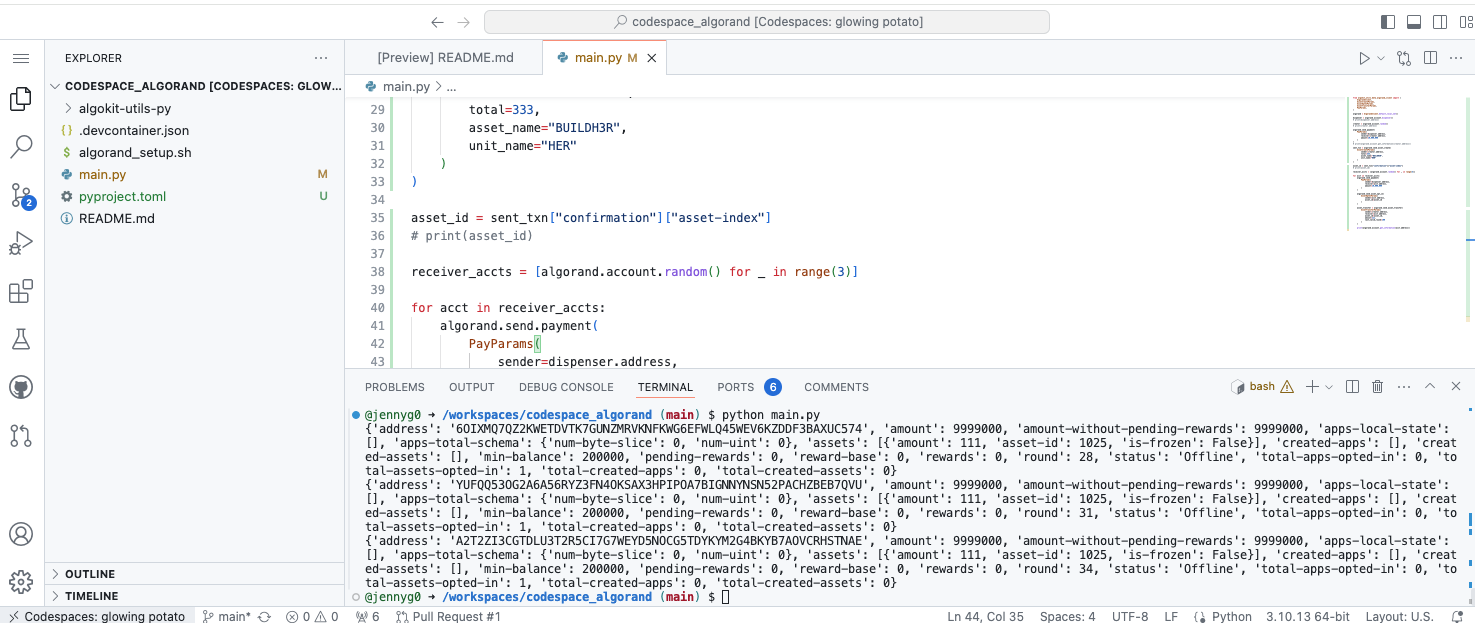 codespace_algorand [Codespaces: glowing potato]
EXPLORER
CODESPACE_ALGORAND [CODESPACES: GLOW...
algokit-utils-py
{} .devcontainer.json
$ algorand_setup.sh
main.py M
pyproject.toml U
README.md
2
OUTLINE
TIMELINE
[Preview] README.md
main.py M
main.py > ...
29 total=333,
30 asset_name="BUILDH3R",
31 unit_name="HER"
32 )
33 )
34
35 asset_id = sent_txn["confirmation"]["asset-index"]
36 # print(asset_id)
37
38 receiver_accts = [algorand.account.random() for _ in range(3)]
39
40 for acct in receiver_accts:
41 algorand.send.payment(
42 PayParams(
43 sender=dispenser.address,
PROBLEMS OUTPUT DEBUG CONSOLE TERMINAL PORTS 6 COMMENTS
bash
@jennyg0 → /workspaces/codespace_algorand (main) $ python main.py
{'address': '6OIXMQ7QZ2KWETDVTK7GUNZMRVKNFKWG6EFWLQ45WEV6KZDDF3BAXUC574', 'amount': 9999000, 'amount-without-pending-rewards': 9999000, 'apps-local-state':
[], 'apps-total-schema': {'num-byte-slice': 0, 'num-uint': 0}, 'assets': [{'amount': 111, 'asset-id': 1025, 'is-frozen': False}], 'created-apps': [], 'creat
ed-assets': [], 'min-balance': 200000, 'pending-rewards': 0, 'reward-base': 0, 'rewards': 0, 'round': 28, 'status': 'Offline', 'total-apps-opted-in': 0, 'to
tal-assets-opted-in': 1, 'total-created-apps': 0, 'total-created-assets': 0}
{'address': 'YUFQQ53OG2A6A56RYZ3FN4OKSAX3HPIPOA7BIGNNYNSN52PACHZBEB7QVU', 'amount': 9999000, 'amount-without-pending-rewards': 9999000, 'apps-local-state':
[], 'apps-total-schema': {'num-byte-slice': 0, 'num-uint': 0}, 'assets': [{'amount': 111, 'asset-id': 1025, 'is-frozen': False}], 'created-apps': [], 'creat
ed-assets': [], 'min-balance': 200000, 'pending-rewards': 0, 'reward-base': 0, 'rewards': 0, 'round': 31, 'status': 'Offline', 'total-apps-opted-in': 0, 'to
tal-assets-opted-in': 1, 'total-created-apps': 0, 'total-created-assets': 0}
{'address': 'A2T2ZI3CGTDLU3T2R5CI7G7WEYD5NOCG5TDYKYM2G4BKYB7AOVCRHSTNAE', 'amount': 9999000, 'amount-without-pending-rewards': 9999000, 'apps-local-state':
[], 'apps-total-schema': {'num-byte-slice': 0, 'num-uint': 0}, 'assets': [{'amount': 111, 'asset-id': 1025, 'is-frozen': False}], 'created-apps': [], 'creat
ed-assets': [], 'min-balance': 200000, 'pending-rewards': 0, 'reward-base': 0, 'rewards': 0, 'round': 34, 'status': 'Offline', 'total-apps-opted-in': 0, 'to
tal-assets-opted-in': 1, 'total-created-apps': 0, 'total-created-assets': 0}
@jennyg0 → /workspaces/codespace_algorand (main) $
Codespaces: glowing potato main* 0 0 6 Pull Request #1 Ln 44, Col 35 Spaces: 4 UTF-8 LF Python 3.10.13 64-bit Layout: U.S.